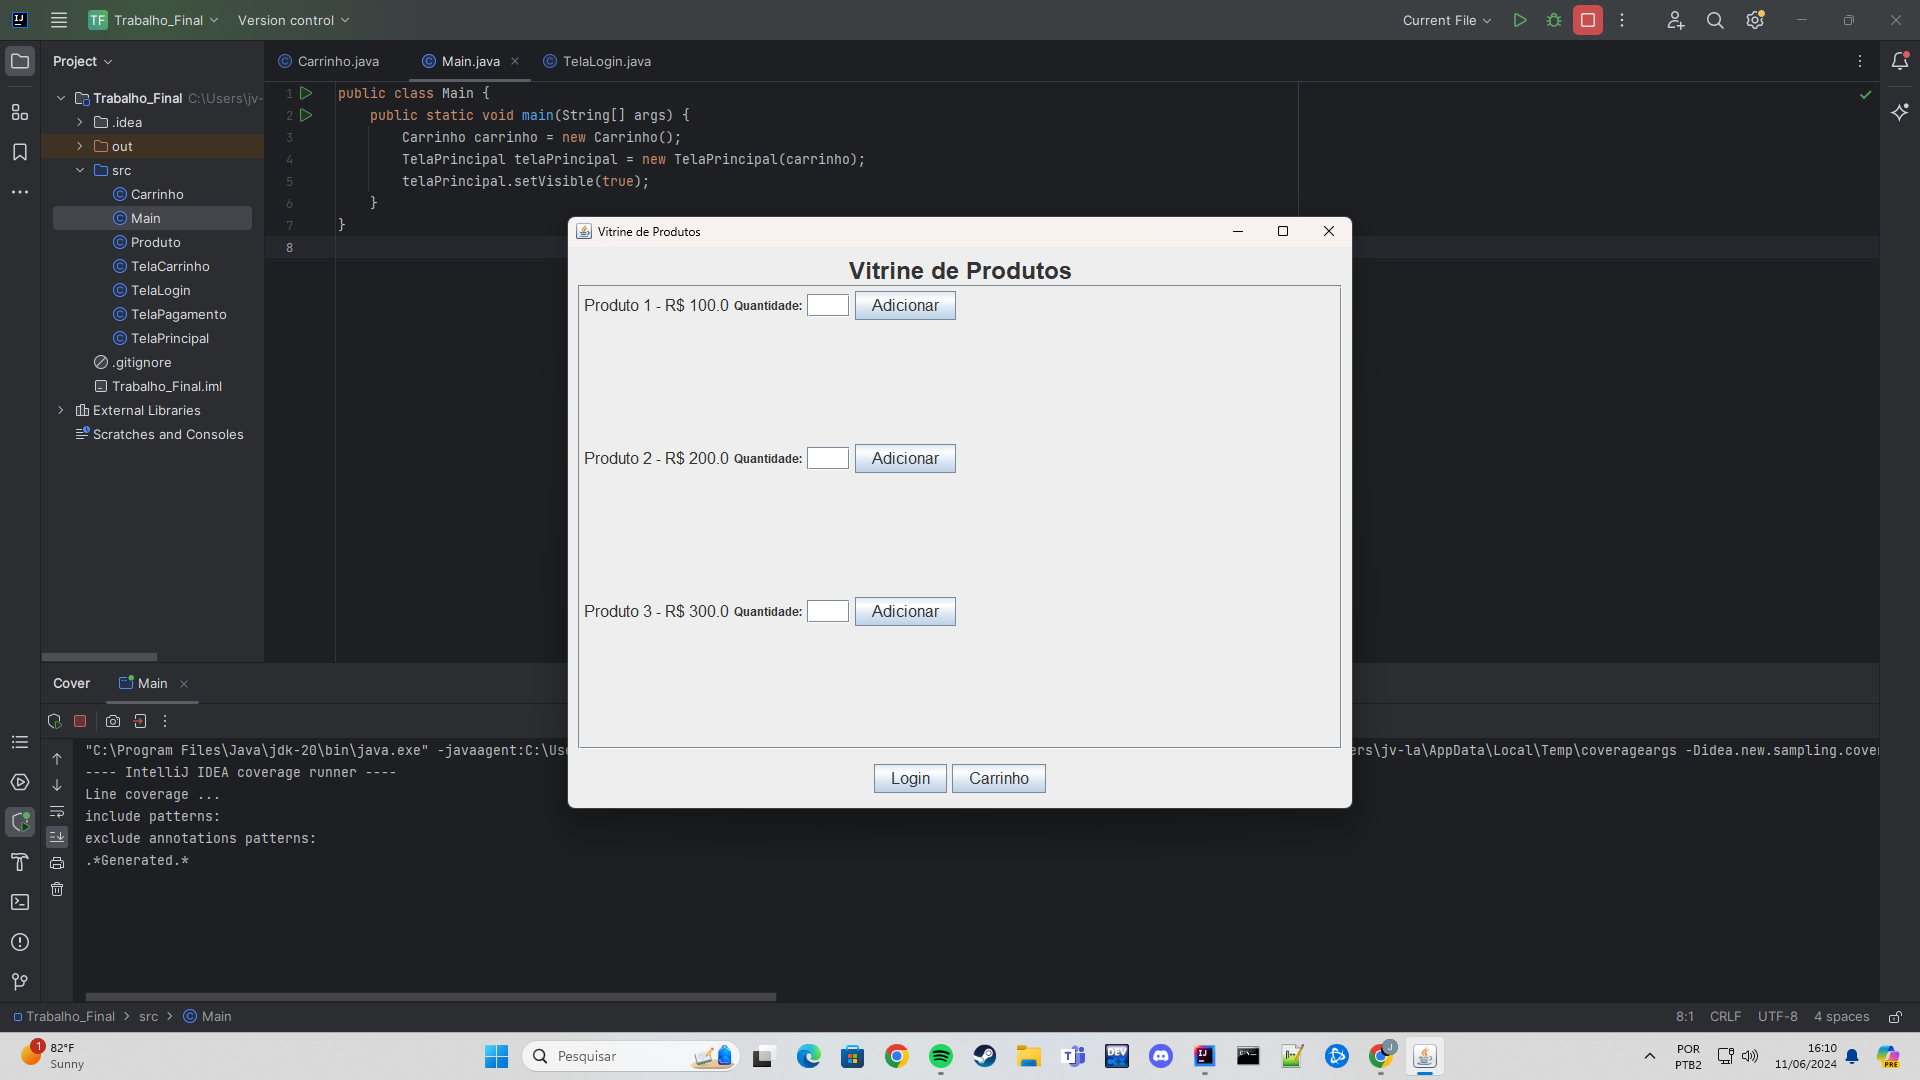 TF Trabalho_Final Version control Current File
Project
Carrinho.java Main.java TelaLogin.java
Trabalho_Final C:\Users\jv-
.idea
out
src
Carrinho
Main
Produto
TelaCarrinho
TelaLogin
TelaPagamento
TelaPrincipal
.gitignore
Trabalho_Final.iml
External Libraries
Scratches and Consoles
1 public class Main {
2 public static void main(String[] args) {
3 Carrinho carrinho = new Carrinho();
4 TelaPrincipal telaPrincipal = new TelaPrincipal(carrinho);
5 telaPrincipal.setVisible(true);
6 }
7 }
8
Vitrine de Produtos
Vitrine de Produtos
Produto 1 - R$ 100.0 Quantidade: Adicionar
Produto 2 - R$ 200.0 Quantidade: Adicionar
Produto 3 - R$ 300.0 Quantidade: Adicionar
Login Carrinho
Cover Main
"C:\Program Files\Java\jdk-20\bin\java.exe" -javaagent:C:\Us ers\jv-la\AppData\Local\Temp\coverageargs -Didea.new.sampling.cover
---- IntelliJ IDEA coverage runner ----
Line coverage ...
include patterns:
exclude annotations patterns:
.*Generated.*
Trabalho_Final > src > Main 8:1 CRLF UTF-8 4 spaces
1 82°F
Sunny
Pesquisar
POR
PTB2
16:10
11/06/2024